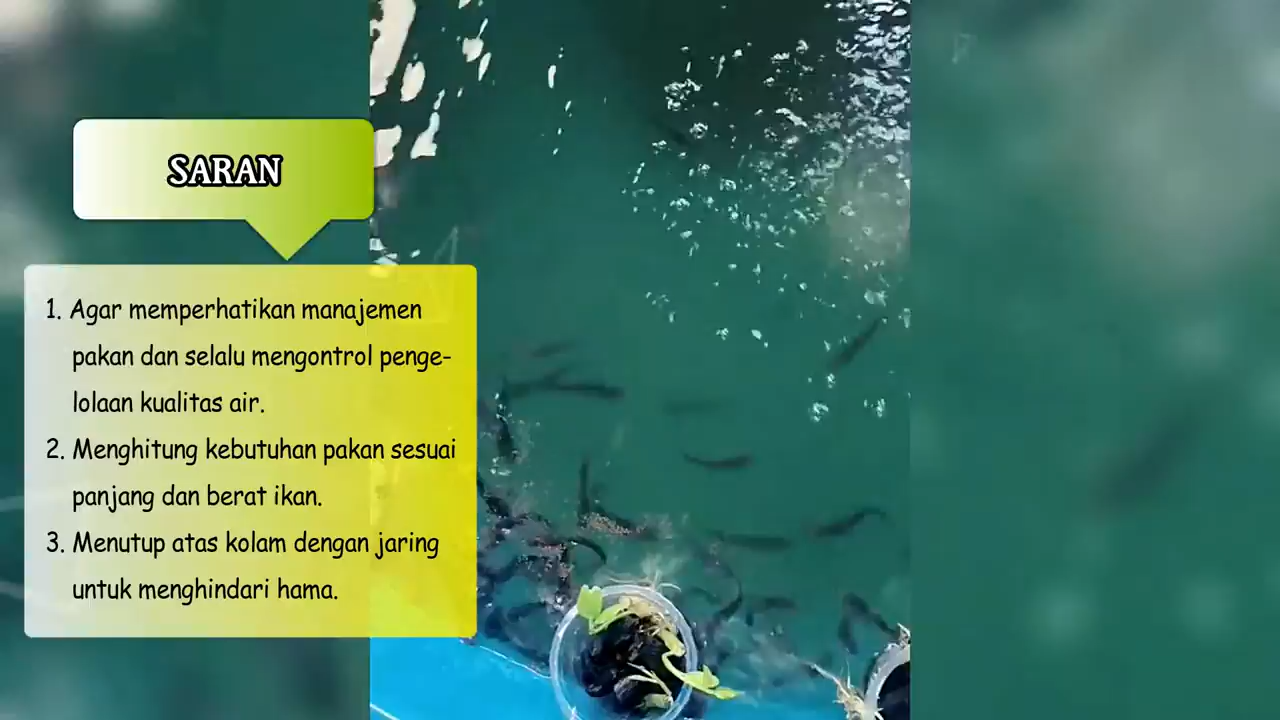 SARAN
1. Agar memperhatikan manajemen
pakan dan selalu mengontrol penge-
lolaan kualitas air.
2. Menghitung kebutuhan pakan sesuai
panjang dan berat ikan.
3. Menutup atas kolam dengan jaring
untuk menghindari hama.